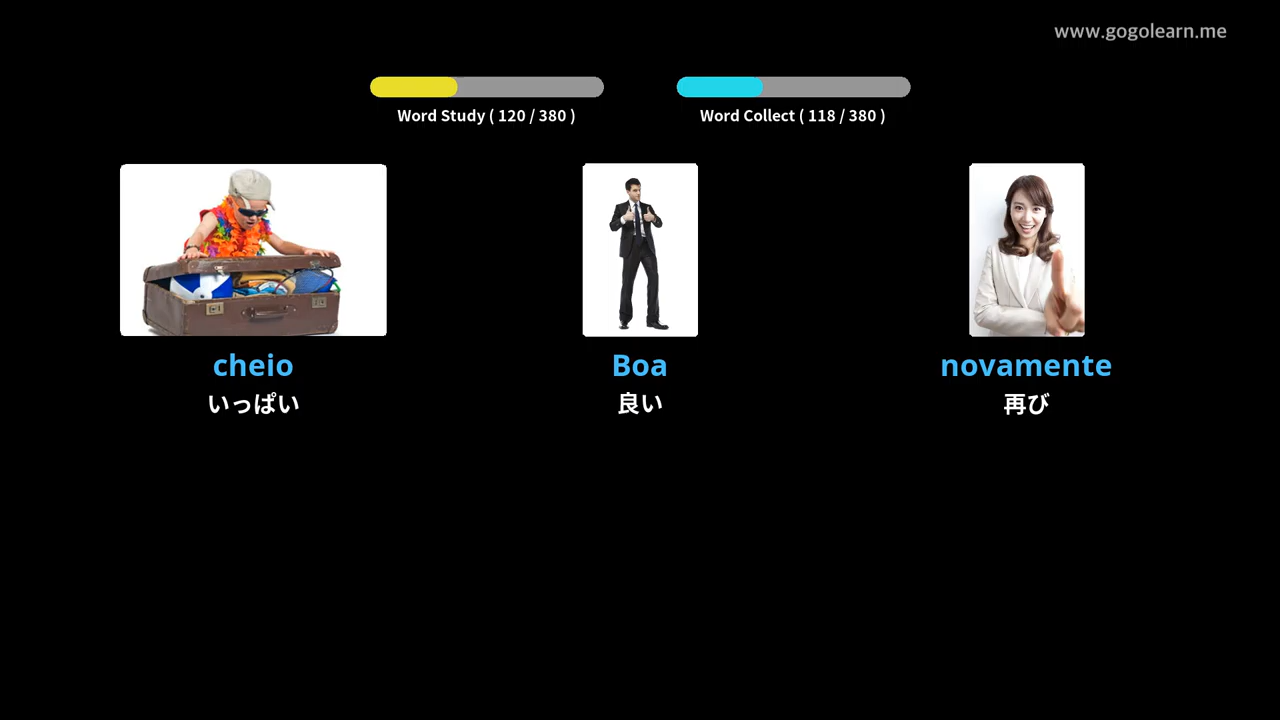 www.gogolearn.me
Word Study ( 120 / 380 )
Word Collect ( 118 / 380 )
cheio
Boa
novamente
いっぱい
良い
再び